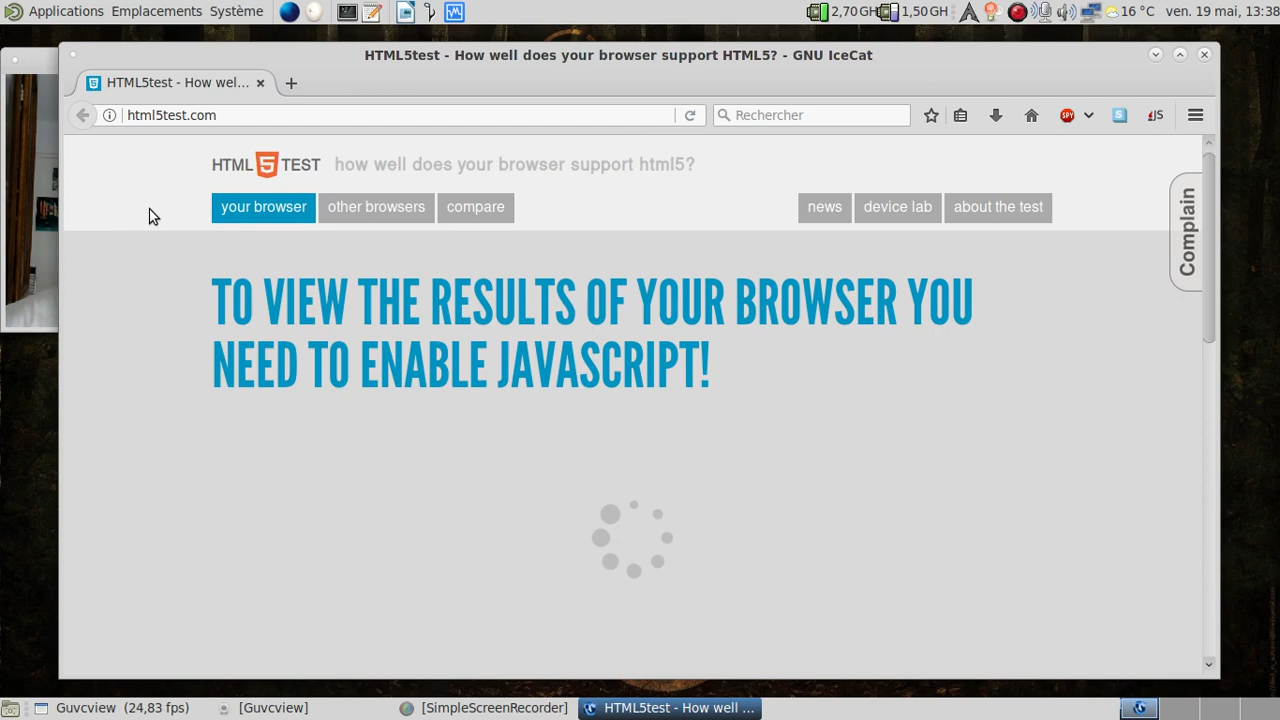 Applications Emplacements Système 2,70 GH 1,50 GH 16 °C ven. 19 mai, 13:38
HTML5test - How well does your browser support HTML5? - GNU IceCat
HTML5test - How wel...
html5test.com
Rechercher
SPY
S
JS
HTML 5 TEST how well does your browser support html5?
your browser other browsers compare news device lab about the test
Complain
TO VIEW THE RESULTS OF YOUR BROWSER YOU
NEED TO ENABLE JAVASCRIPT!
Guvcview (24,83 fps) [Guvcview] [SimpleScreenRecorder] HTML5test - How well ...